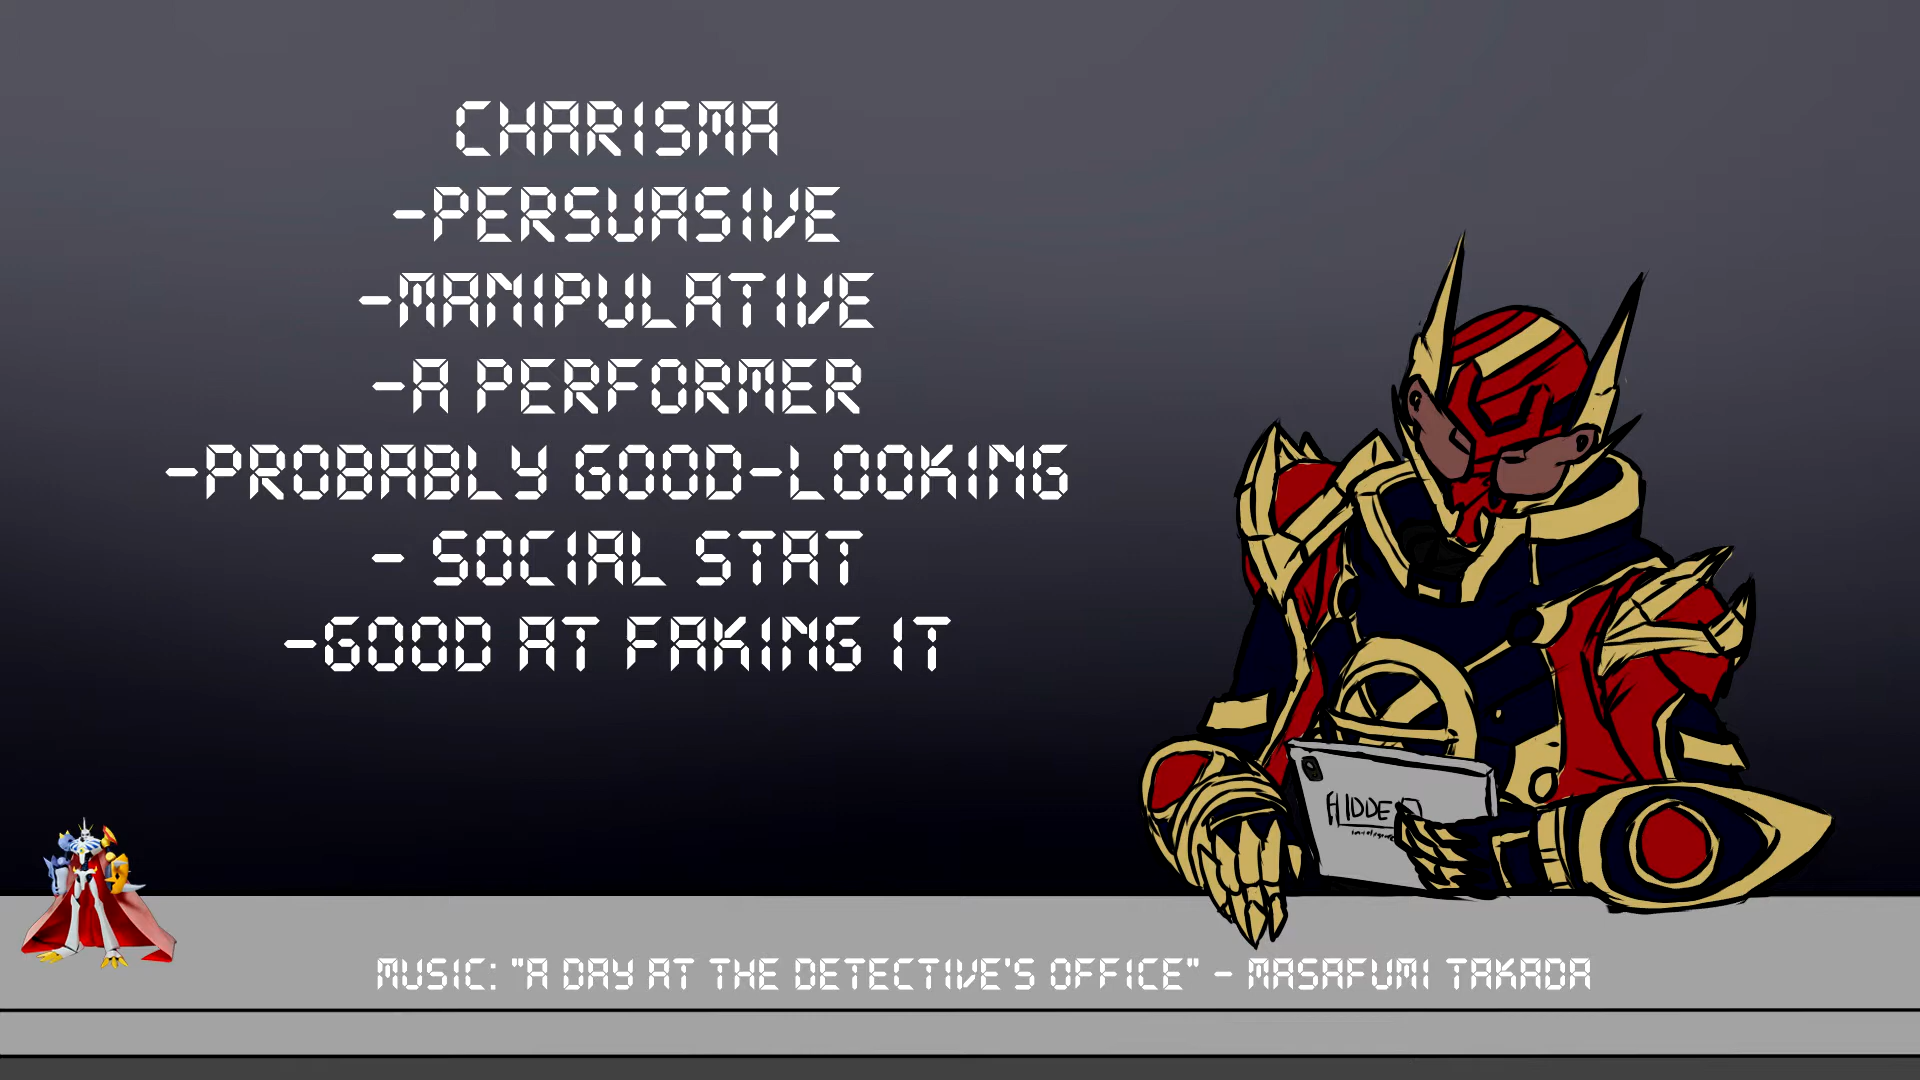 CHARISMA
-PERSUASIVE
-MANIPULATIVE
-A PERFORMER
-PROBABLY GOOD-LOOKING
- SOCIAL STAT
-GOOD AT FAKING IT
HIDDE
MUSIC: "A DAY AT THE DETECTIVE'S OFFICE" - MASAFUMI TAKADA